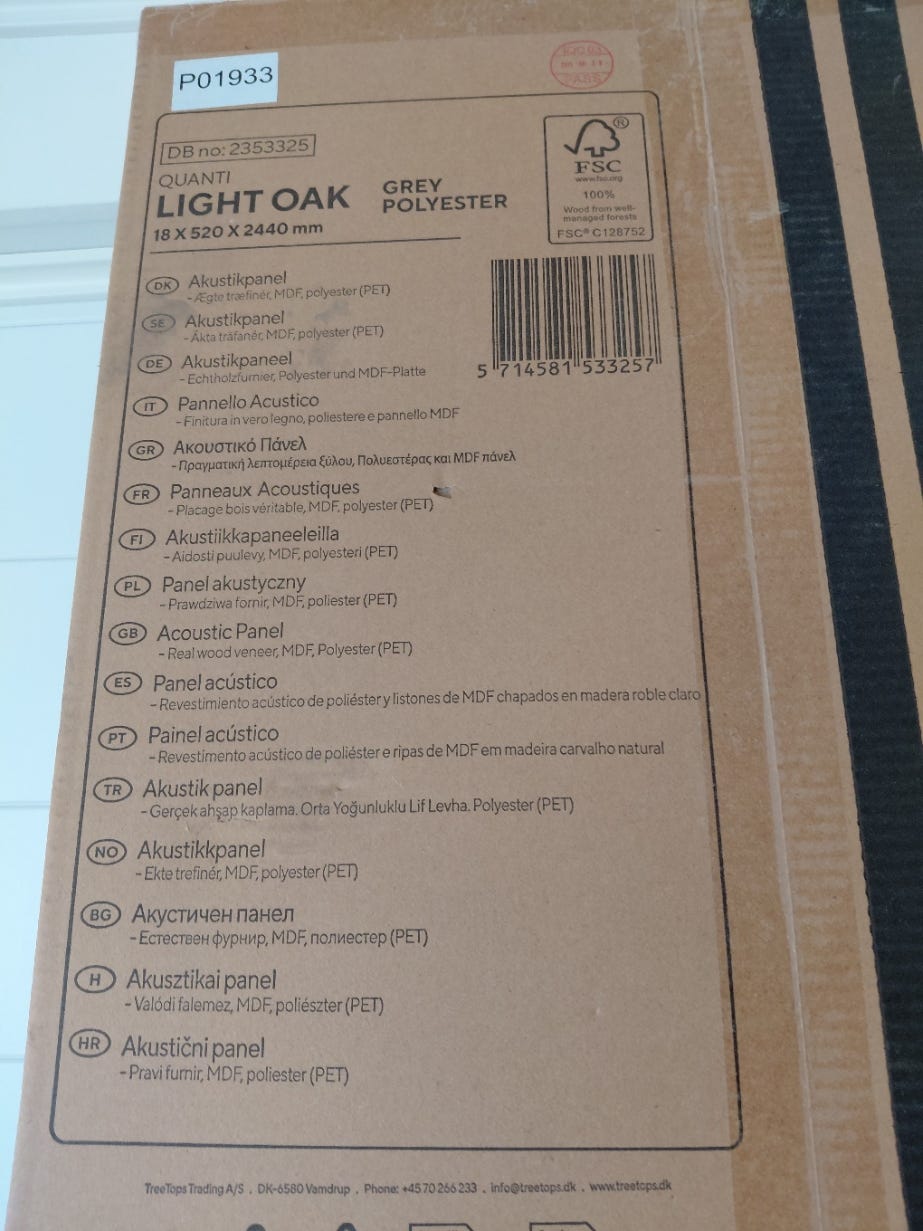 P01933
PASS
DB no: 2353325
QUANTI
LIGHT OAK
GREY
POLYESTER
18 X 520 X 2440 mm
®
FSC
www.fsc.org
100%
Wood from well-
managed forests
FSC® C128752
5 714581 533257
DK Akustikpanel
- Ægte træfinér, MDF, polyester (PET)
SE Akustikpanel
- Äkta träfanér, MDF, polyester (PET)
DE Akustikpaneel
- Echtholzfurnier, Polyester und MDF-Platte
IT Pannello Acustico
- Finitura in vero legno, poliestere e pannello MDF
GR Ακουστικό Πάνελ
- Πραγματική λεπτομέρεια ξύλου, Πολυεστέρας και MDF πάνελ
FR Panneaux Acoustiques
- Placage bois véritable, MDF, polyester (PET)
FI Akustiikkapaneeleilla
- Aidosti puulevy, MDF, polyesteri (PET)
PL Panel akustyczny
- Prawdziwa fornir, MDF, poliester (PET)
GB Acoustic Panel
- Real wood veneer, MDF, Polyester (PET)
ES Panel acústico
- Revestimiento acústico de poliéster y listones de MDF chapados en madera roble claro
PT Painel acústico
- Revestimento acústico de poliéster e ripas de MDF em madeira carvalho natural
TR Akustik panel
- Gerçek ahşap kaplama. Orta Yoğunluklu Lif Levha. Polyester (PET)
NO Akustikkpanel
- Ekte trefinér, MDF, polyester (PET)
BG Акустичен панел
- Естествен фурнир, MDF, полиестер (PET)
H Akusztikai panel
- Valódi falemez, MDF, poliészter (PET)
HR Akustični panel
- Pravi furnir, MDF, poliester (PET)
TreeTops Trading A/S . DK-6580 Vamdrup . Phone: +45 70 266 233 . info@treetops.dk . www.treetops.dk